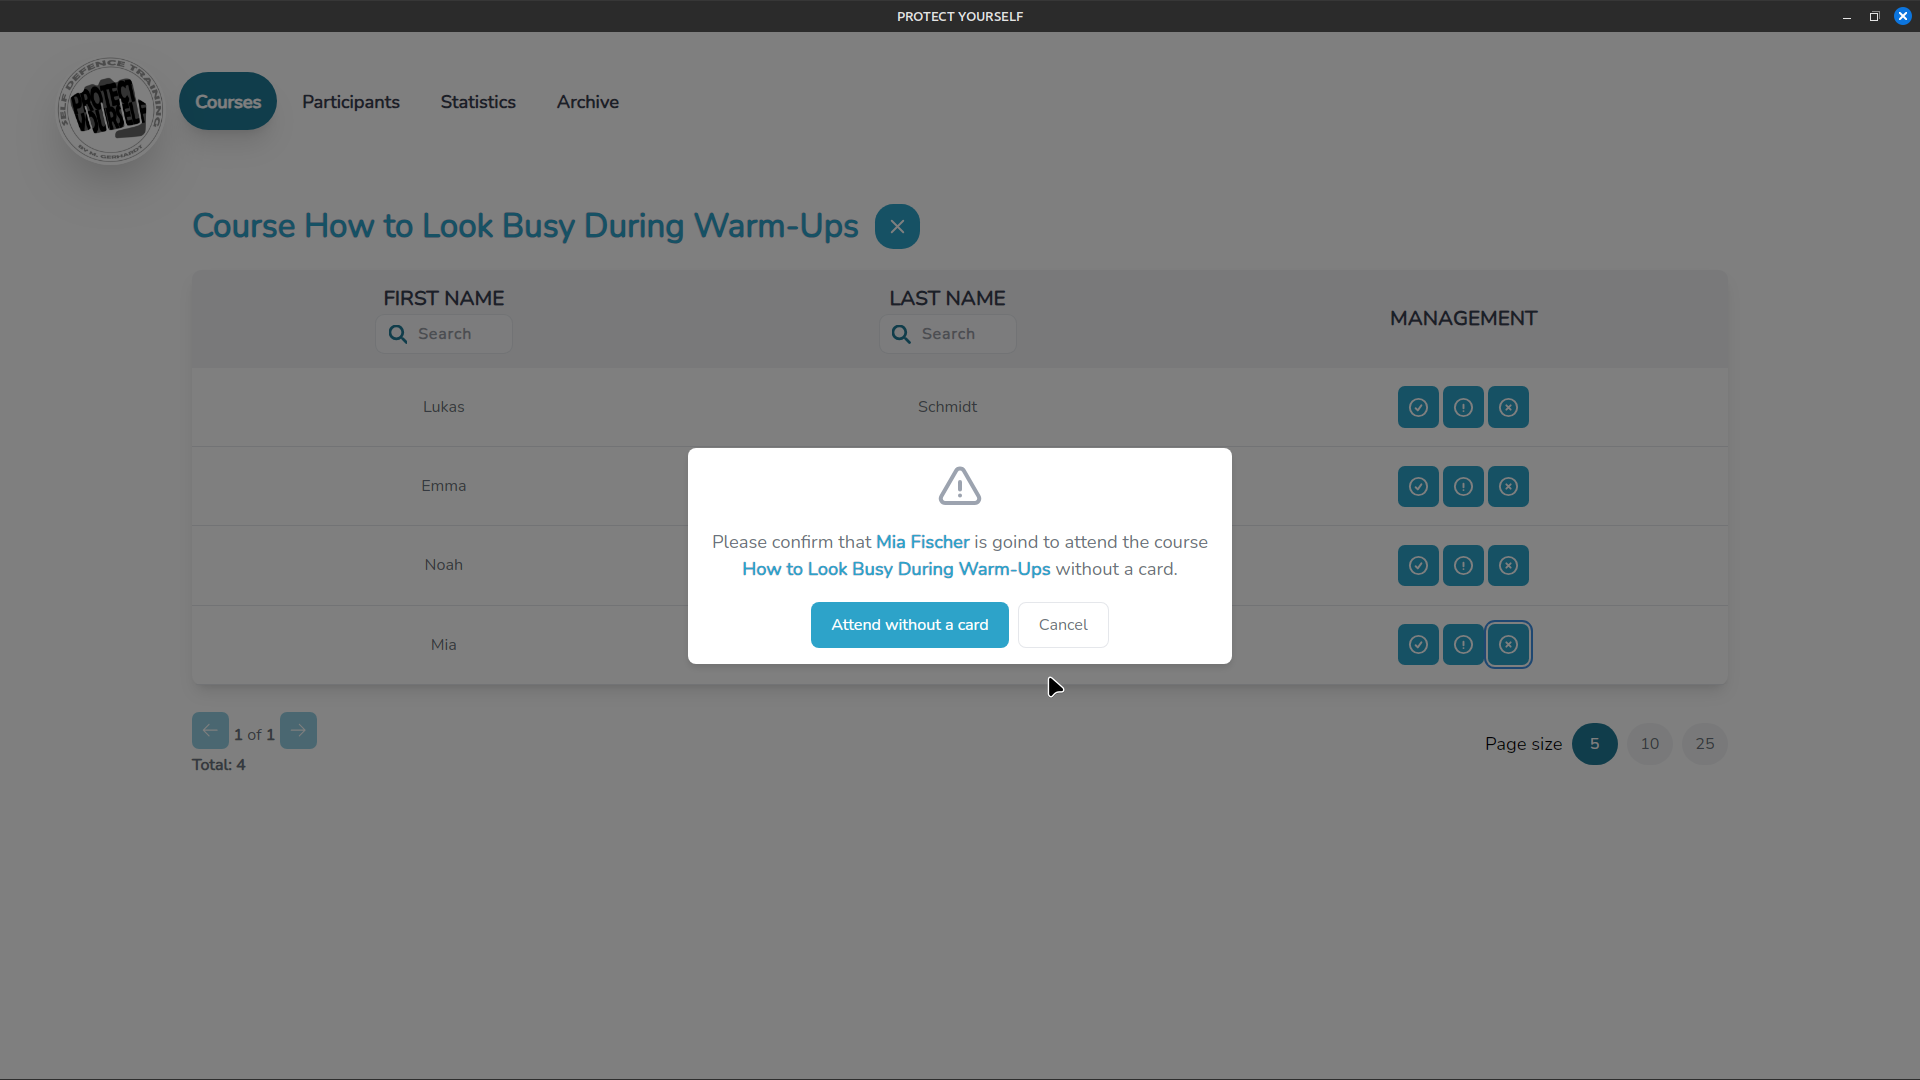 PROTECT YOURSELF
SELF DEFENCE TRAINING
PROTECT
YOURSELF
BY M. GEBHARDT
Courses
Participants
Statistics
Archive
Course How to Look Busy During Warm-Ups
FIRST NAME
LAST NAME
MANAGEMENT
Search
Search
Lukas
Schmidt
Emma
Noah
Mia
Please confirm that Mia Fischer is goind to attend the course
How to Look Busy During Warm-Ups without a card.
Attend without a card
Cancel
1 of 1
Total: 4
Page size
5
10
25